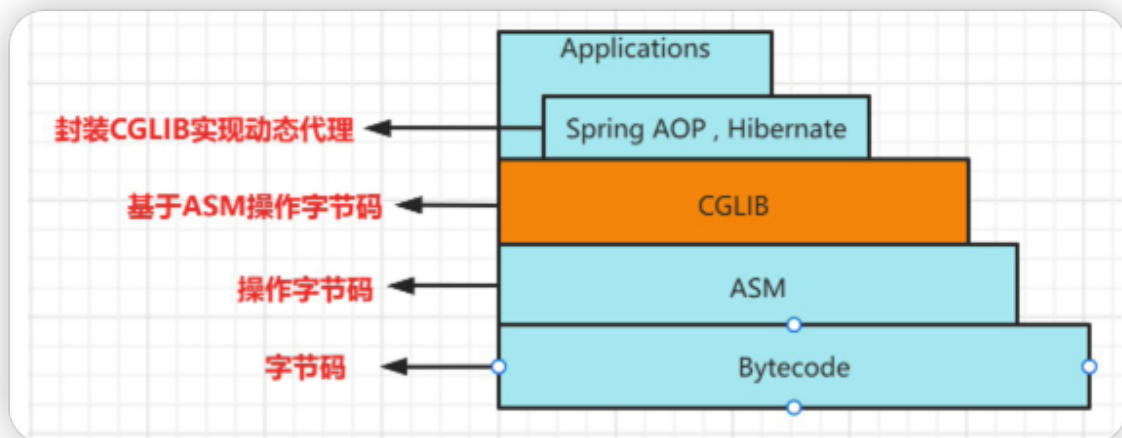 Applications
封装CGLIB实现动态代理
Spring AOP , Hibernate
基于ASM操作字节码
CGLIB
操作字节码
ASM
字节码
Bytecode